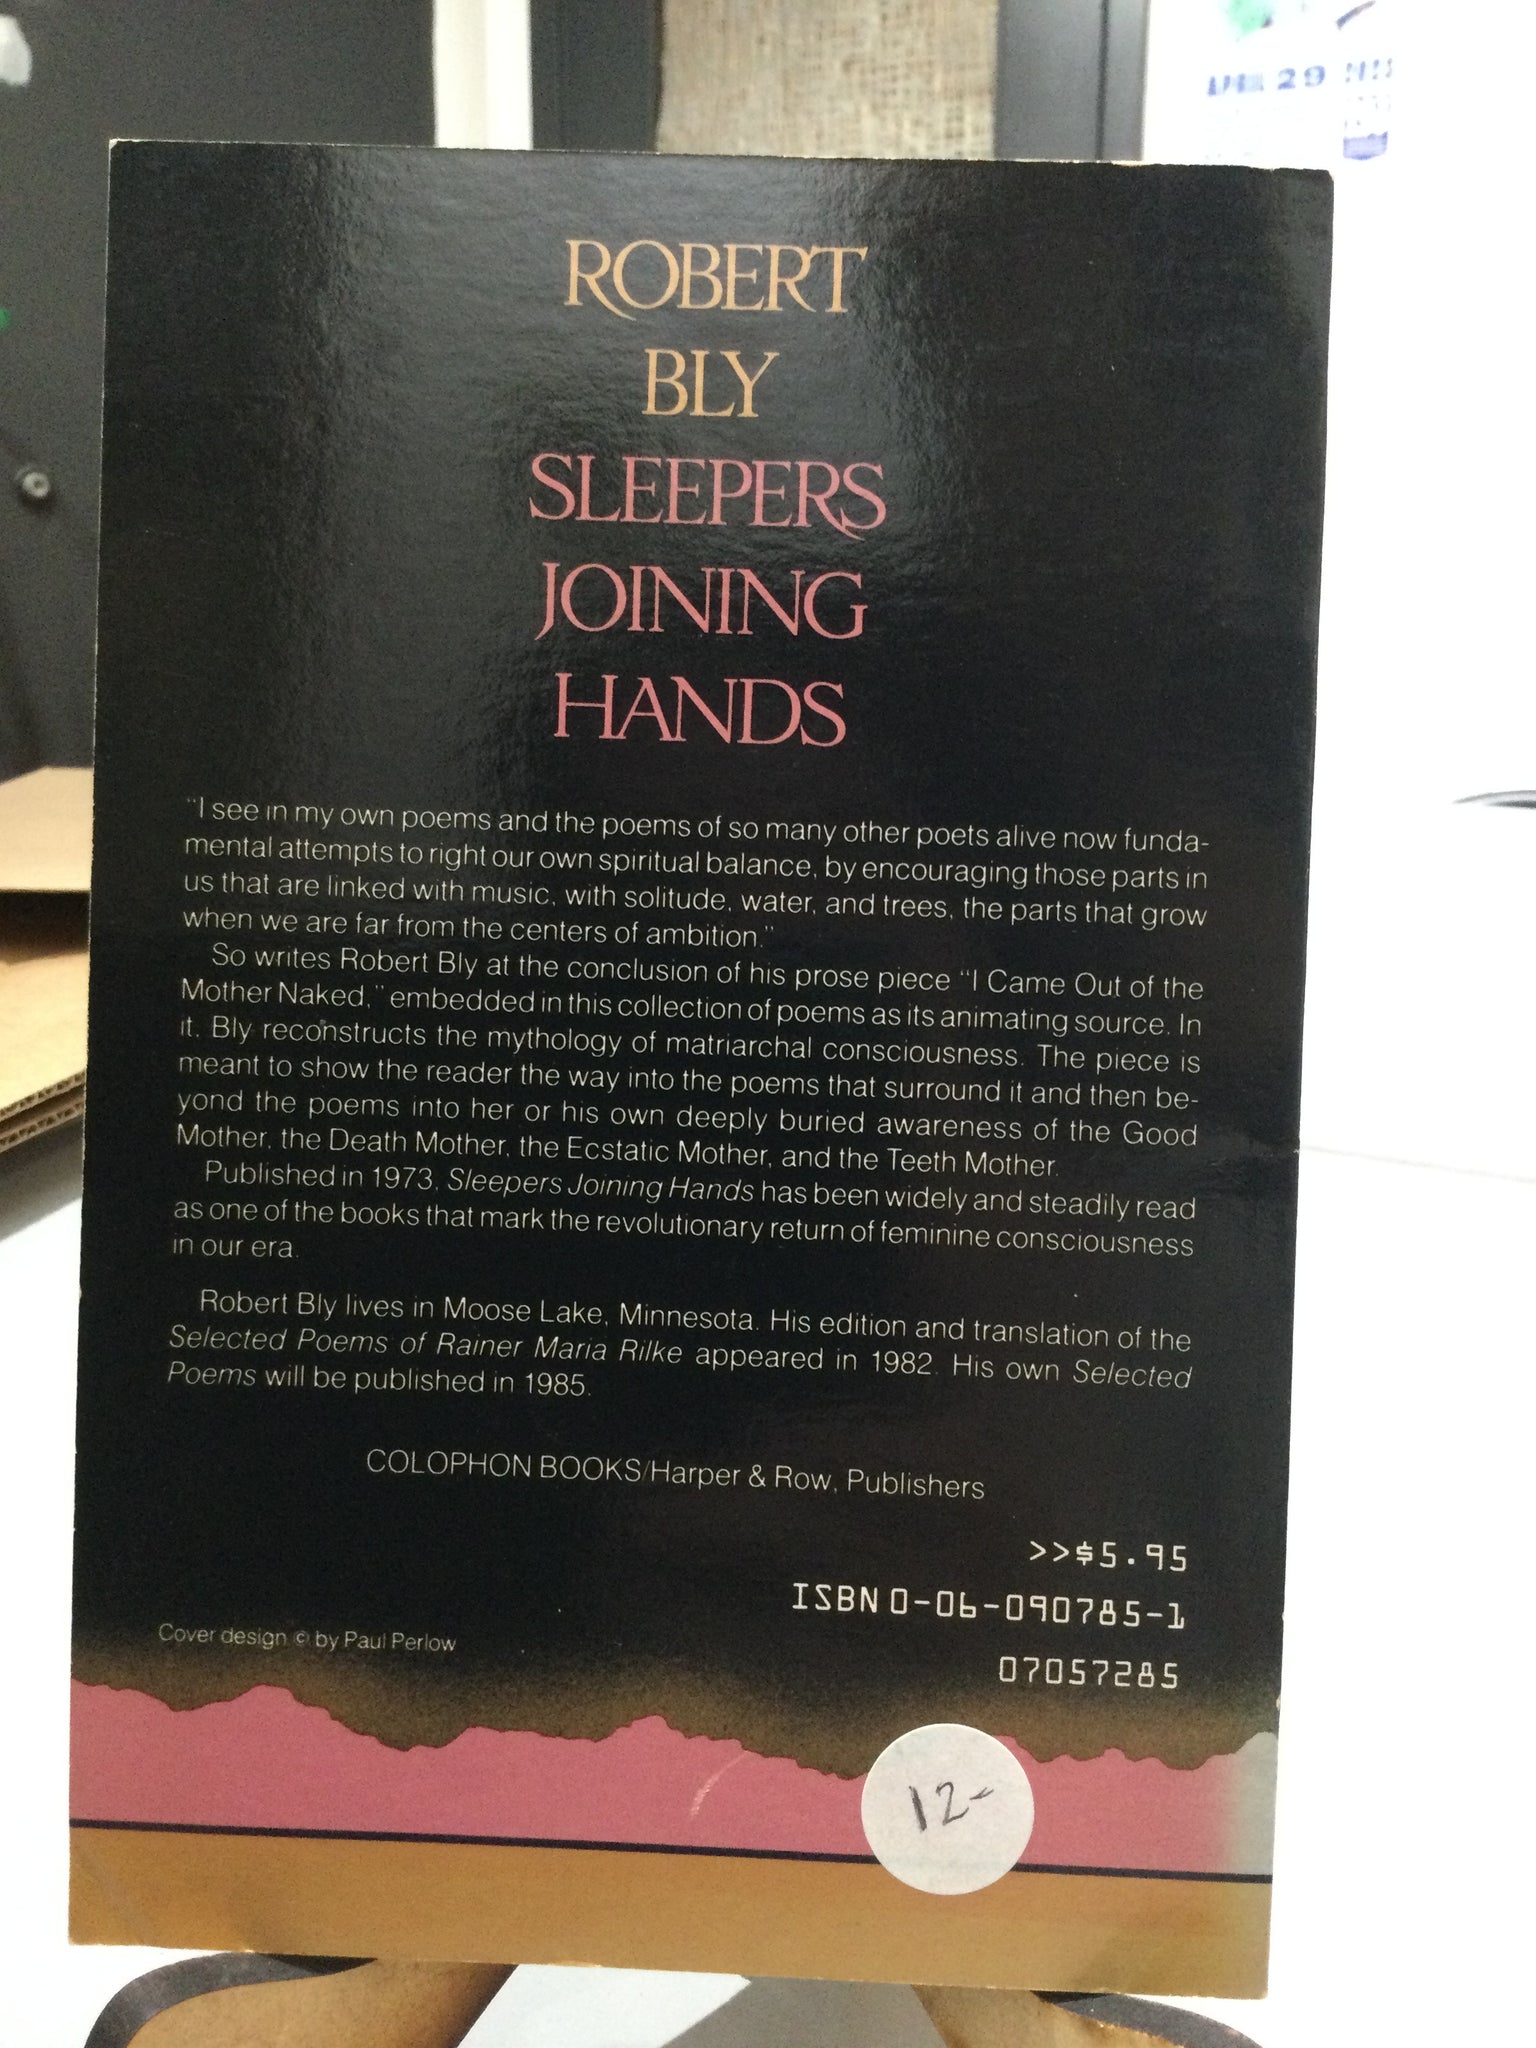 APRIL 29
ROBERT
BLY
SLEEPERS
JOINING
HANDS
"I see in my own poems and the poems of so many other poets alive now funda-
mental attempts to right our own spiritual balance, by encouraging those parts in
us that are linked with music, with solitude, water, and trees, the parts that grow
when we are far from the centers of ambition."
So writes Robert Bly at the conclusion of his prose piece "I Came Out of the
Mother Naked," embedded in this collection of poems as its animating source. In
it, Bly reconstructs the mythology of matriarchal consciousness. The piece is
meant to show the reader the way into the poems that surround it and then be-
yond the poems into her or his own deeply buried awareness of the Good
Mother, the Death Mother, the Ecstatic Mother, and the Teeth Mother.
Published in 1973, Sleepers Joining Hands has been widely and steadily read
as one of the books that mark the revolutionary return of feminine consciousness
in our era.
Robert Bly lives in Moose Lake, Minnesota. His edition and translation of the
Selected Poems of Rainer Maria Rilke appeared in 1982. His own Selected
Poems will be published in 1985.
COLOPHON BOOKS/Harper & Row, Publishers
>>$5.95
ISBN 0-06-090785-1
Cover design © by Paul Perlow
07057285
12-